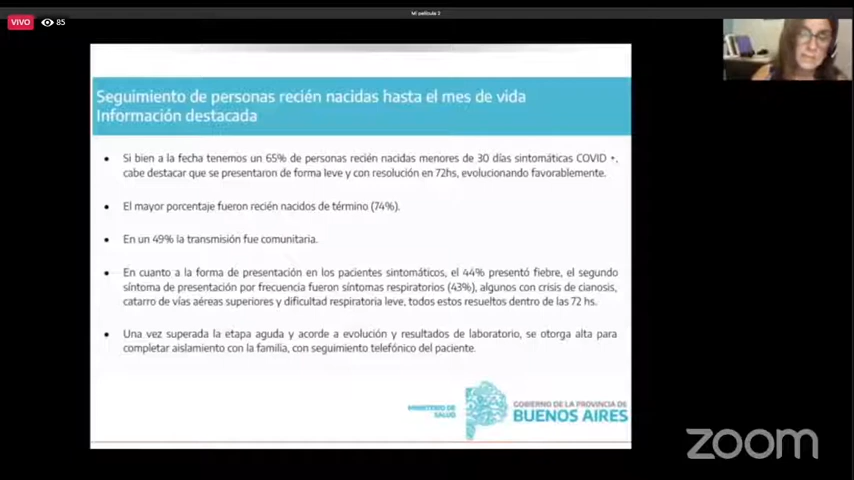 Mi película 2
VIVO 85
Seguimiento de personas recién nacidas hasta el mes de vida
Información destacada
• Si bien a la fecha tenemos un 65% de personas recién nacidas menores de 30 días sintomáticas COVID +,
cabe destacar que se presentaron de forma leve y con resolución en 72hs, evolucionando favorablemente.
• El mayor porcentaje fueron recién nacidos de término (74%).
• En un 49% la transmisión fue comunitaria.
• En cuanto a la forma de presentación en los pacientes sintomáticos, el 44% presentó fiebre, el segundo
síntoma de presentación por frecuencia fueron síntomas respiratorios (43%), algunos con crisis de cianosis,
catarro de vías aéreas superiores y dificultad respiratoria leve, todos estos resueltos dentro de las 72 hs.
• Una vez superada la etapa aguda y acorde a evolución y resultados de laboratorio, se otorga alta para
completar aislamiento con la familia, con seguimiento telefónico del paciente.
MINISTERIO DE
SALUD
GOBIERNO DE LA PROVINCIA DE
BUENOS AIRES
zoom